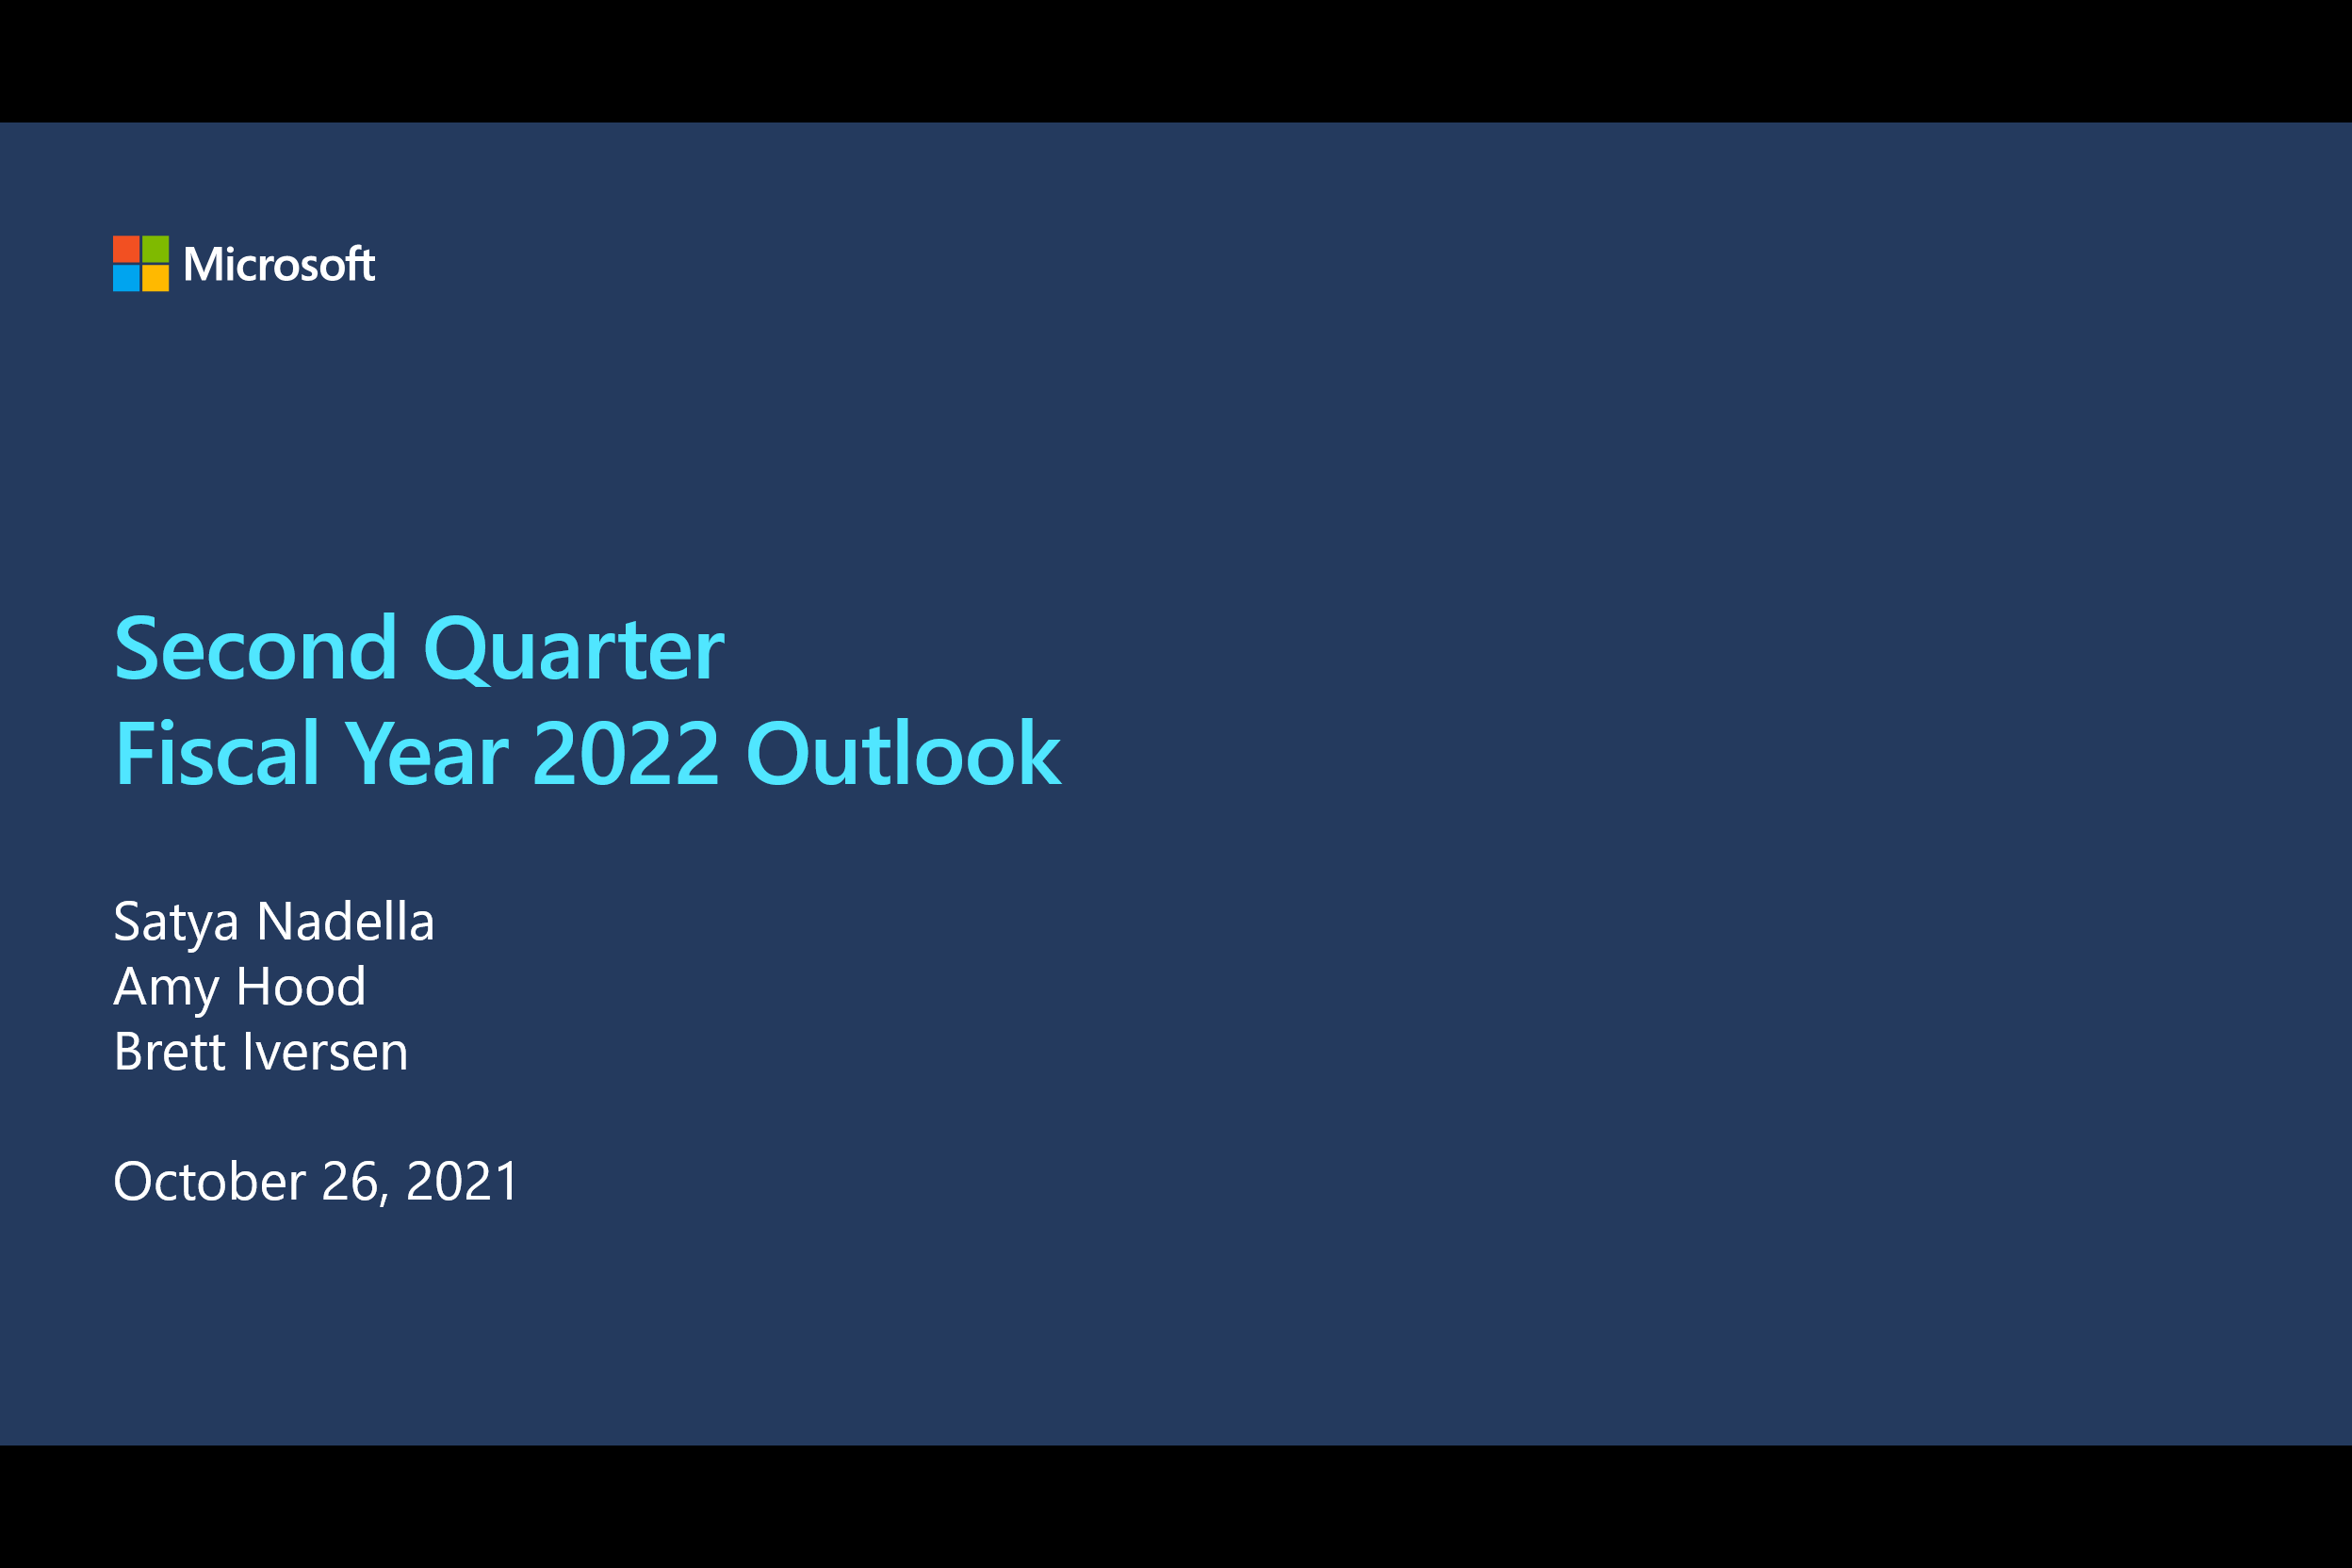 Microsoft
Second Quarter
Fiscal Year 2022 Outlook
Satya Nadella
Amy Hood
Brett Iversen
October 26, 2021